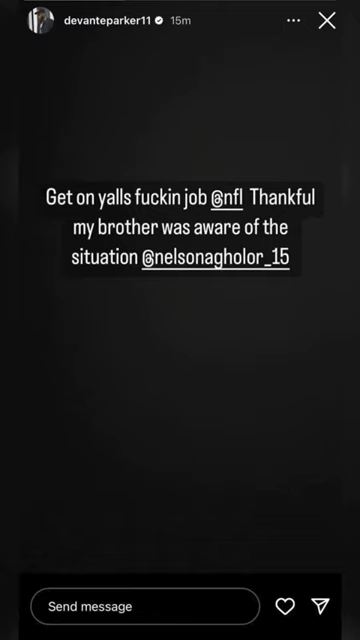 devanteparker11 15m
Get on yalls fuckin job @nfl Thankful
my brother was aware of the
situation @nelsonagholor_15
Send message